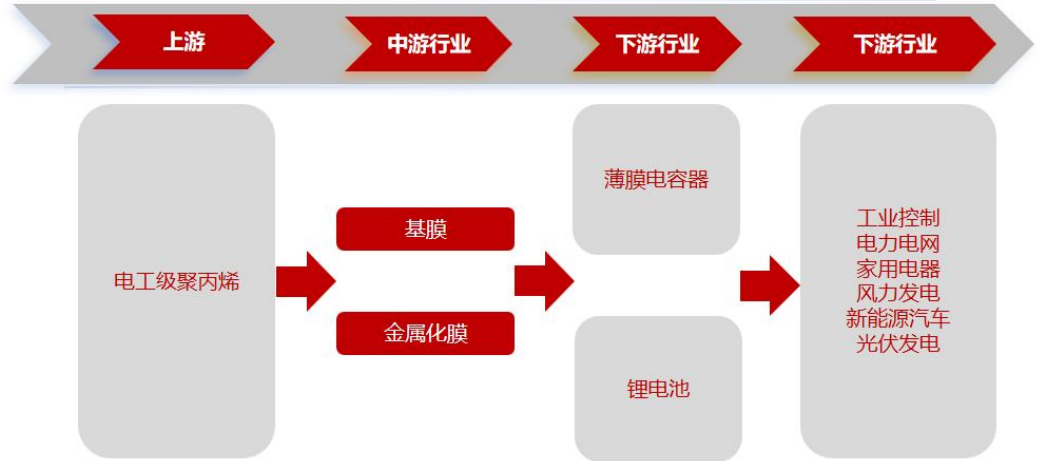 上游
中游行业
下游行业
下游行业
电工级聚丙烯
基膜
金属化膜
薄膜电容器
锂电池
工业控制
电力电网
家用电器
风力发电
新能源汽车
光伏发电